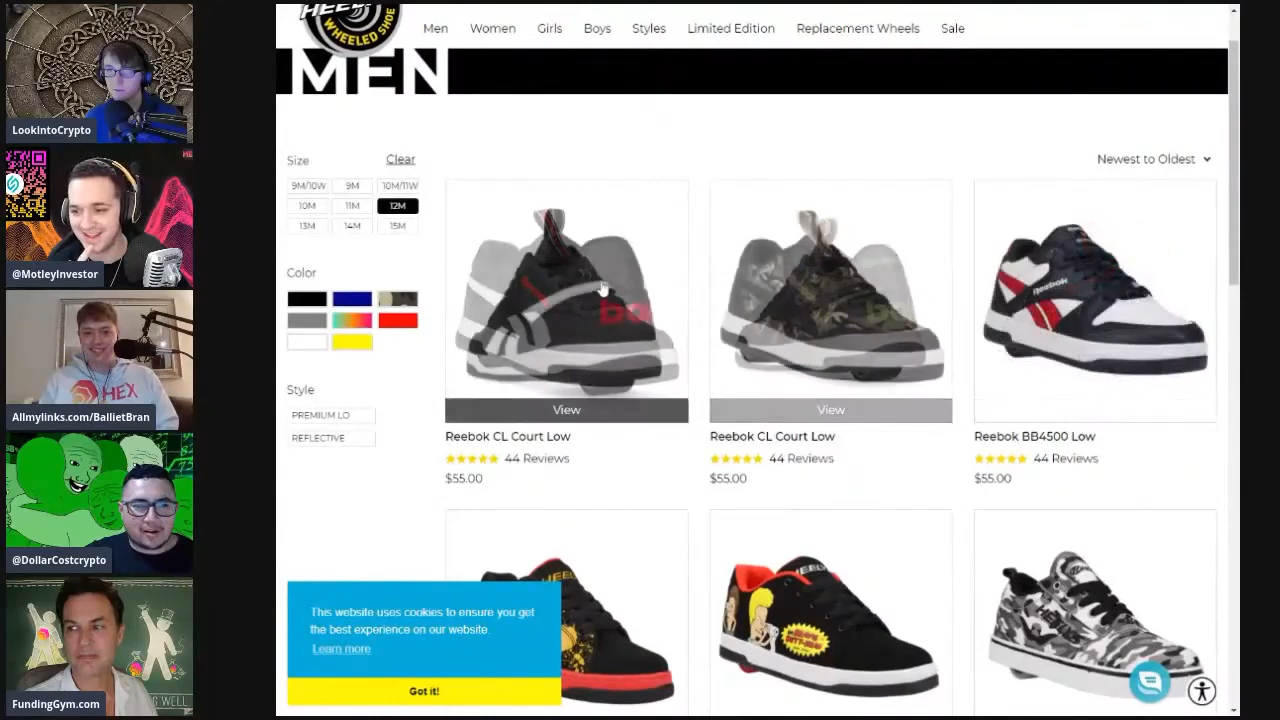 LookIntoCrypto
@MotleyInvestor
HEX
Allmylinks.com/BallietBran
@DollarCostcrypto
FundingGym.com
HEELYS
WHEELED SHOE
Men
Women
Girls
Boys
Styles
Limited Edition
Replacement Wheels
Sale
MEN
Size
Clear
9M/10W
9M
10M/11W
10M
11M
12M
13M
14M
15M
Color
Style
PREMIUM LO
REFLECTIVE
Newest to Oldest
View
View
Reebok
Reebok CL Court Low
44 Reviews
$55.00
Reebok CL Court Low
44 Reviews
$55.00
Reebok BB4500 Low
44 Reviews
$55.00
This website uses cookies to ensure you get
the best experience on our website.
Learn more
Got it!